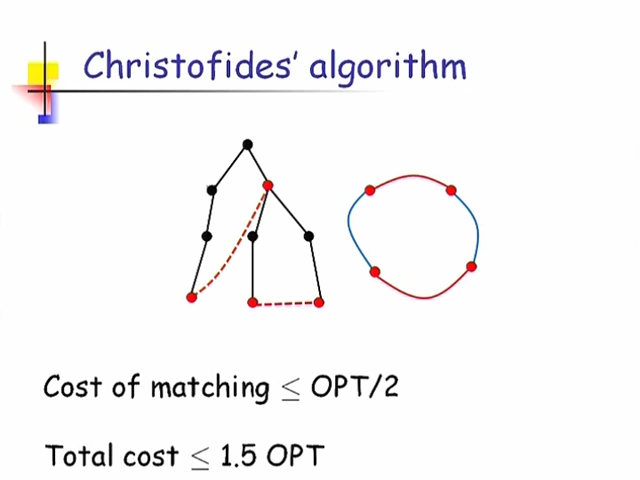 Christofides' algorithm
Cost of matching ≤ OPT/2
Total cost ≤ 1.5 OPT